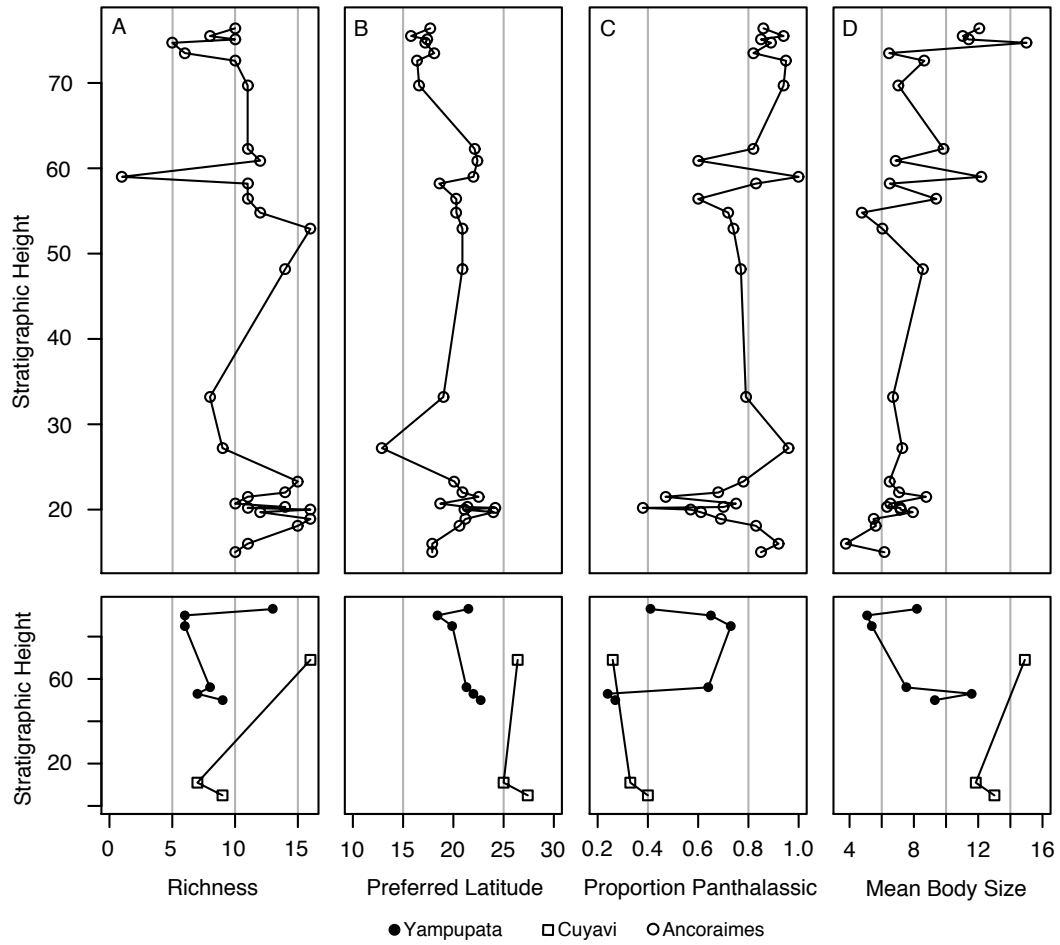 A
B
C
D
Stratigraphic Height
70
60
50
40
30
20
Stratigraphic Height
60
20
0 5 10 15
10 15 20 25 30
0.2 0.4 0.6 0.8 1.0
4 8 12 16
Richness
Preferred Latitude
Proportion Panthalassic
Mean Body Size
Yampupata
Cuyavi
Ancoraimes